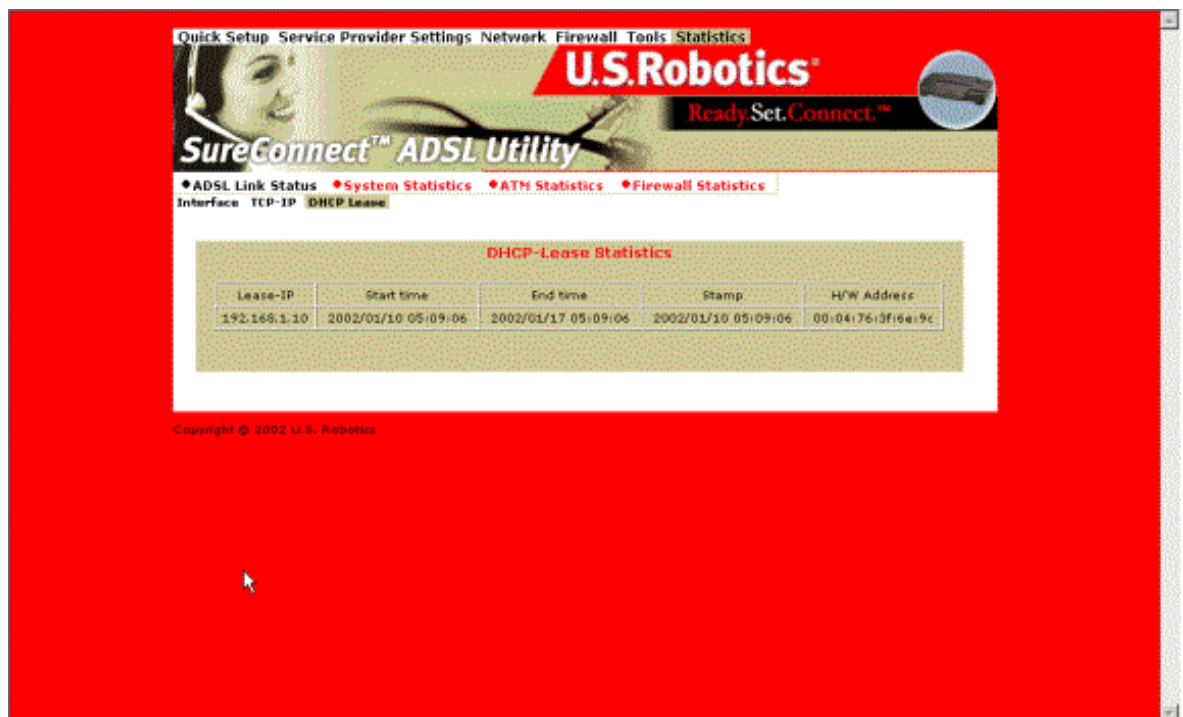 Quick Setup Service Provider Settings Network Firewall Tools Statistics
U.S.Robotics®
Ready.Set.Connect.™
SureConnect™ ADSL Utility
ADSL Link Status System Statistics ATM Statistics Firewall Statistics
Interface TCP-IP DHCP Lease
DHCP-Lease Statistics
Lease-IP Start time End time Stamp H/W Address
192.168.1.10 2002/01/10 05:09:06 2002/01/17 05:09:06 2002/01/10 05:09:06 00:04:76:3f:6e:9c
Copyright © 2002 U.S. Robotics